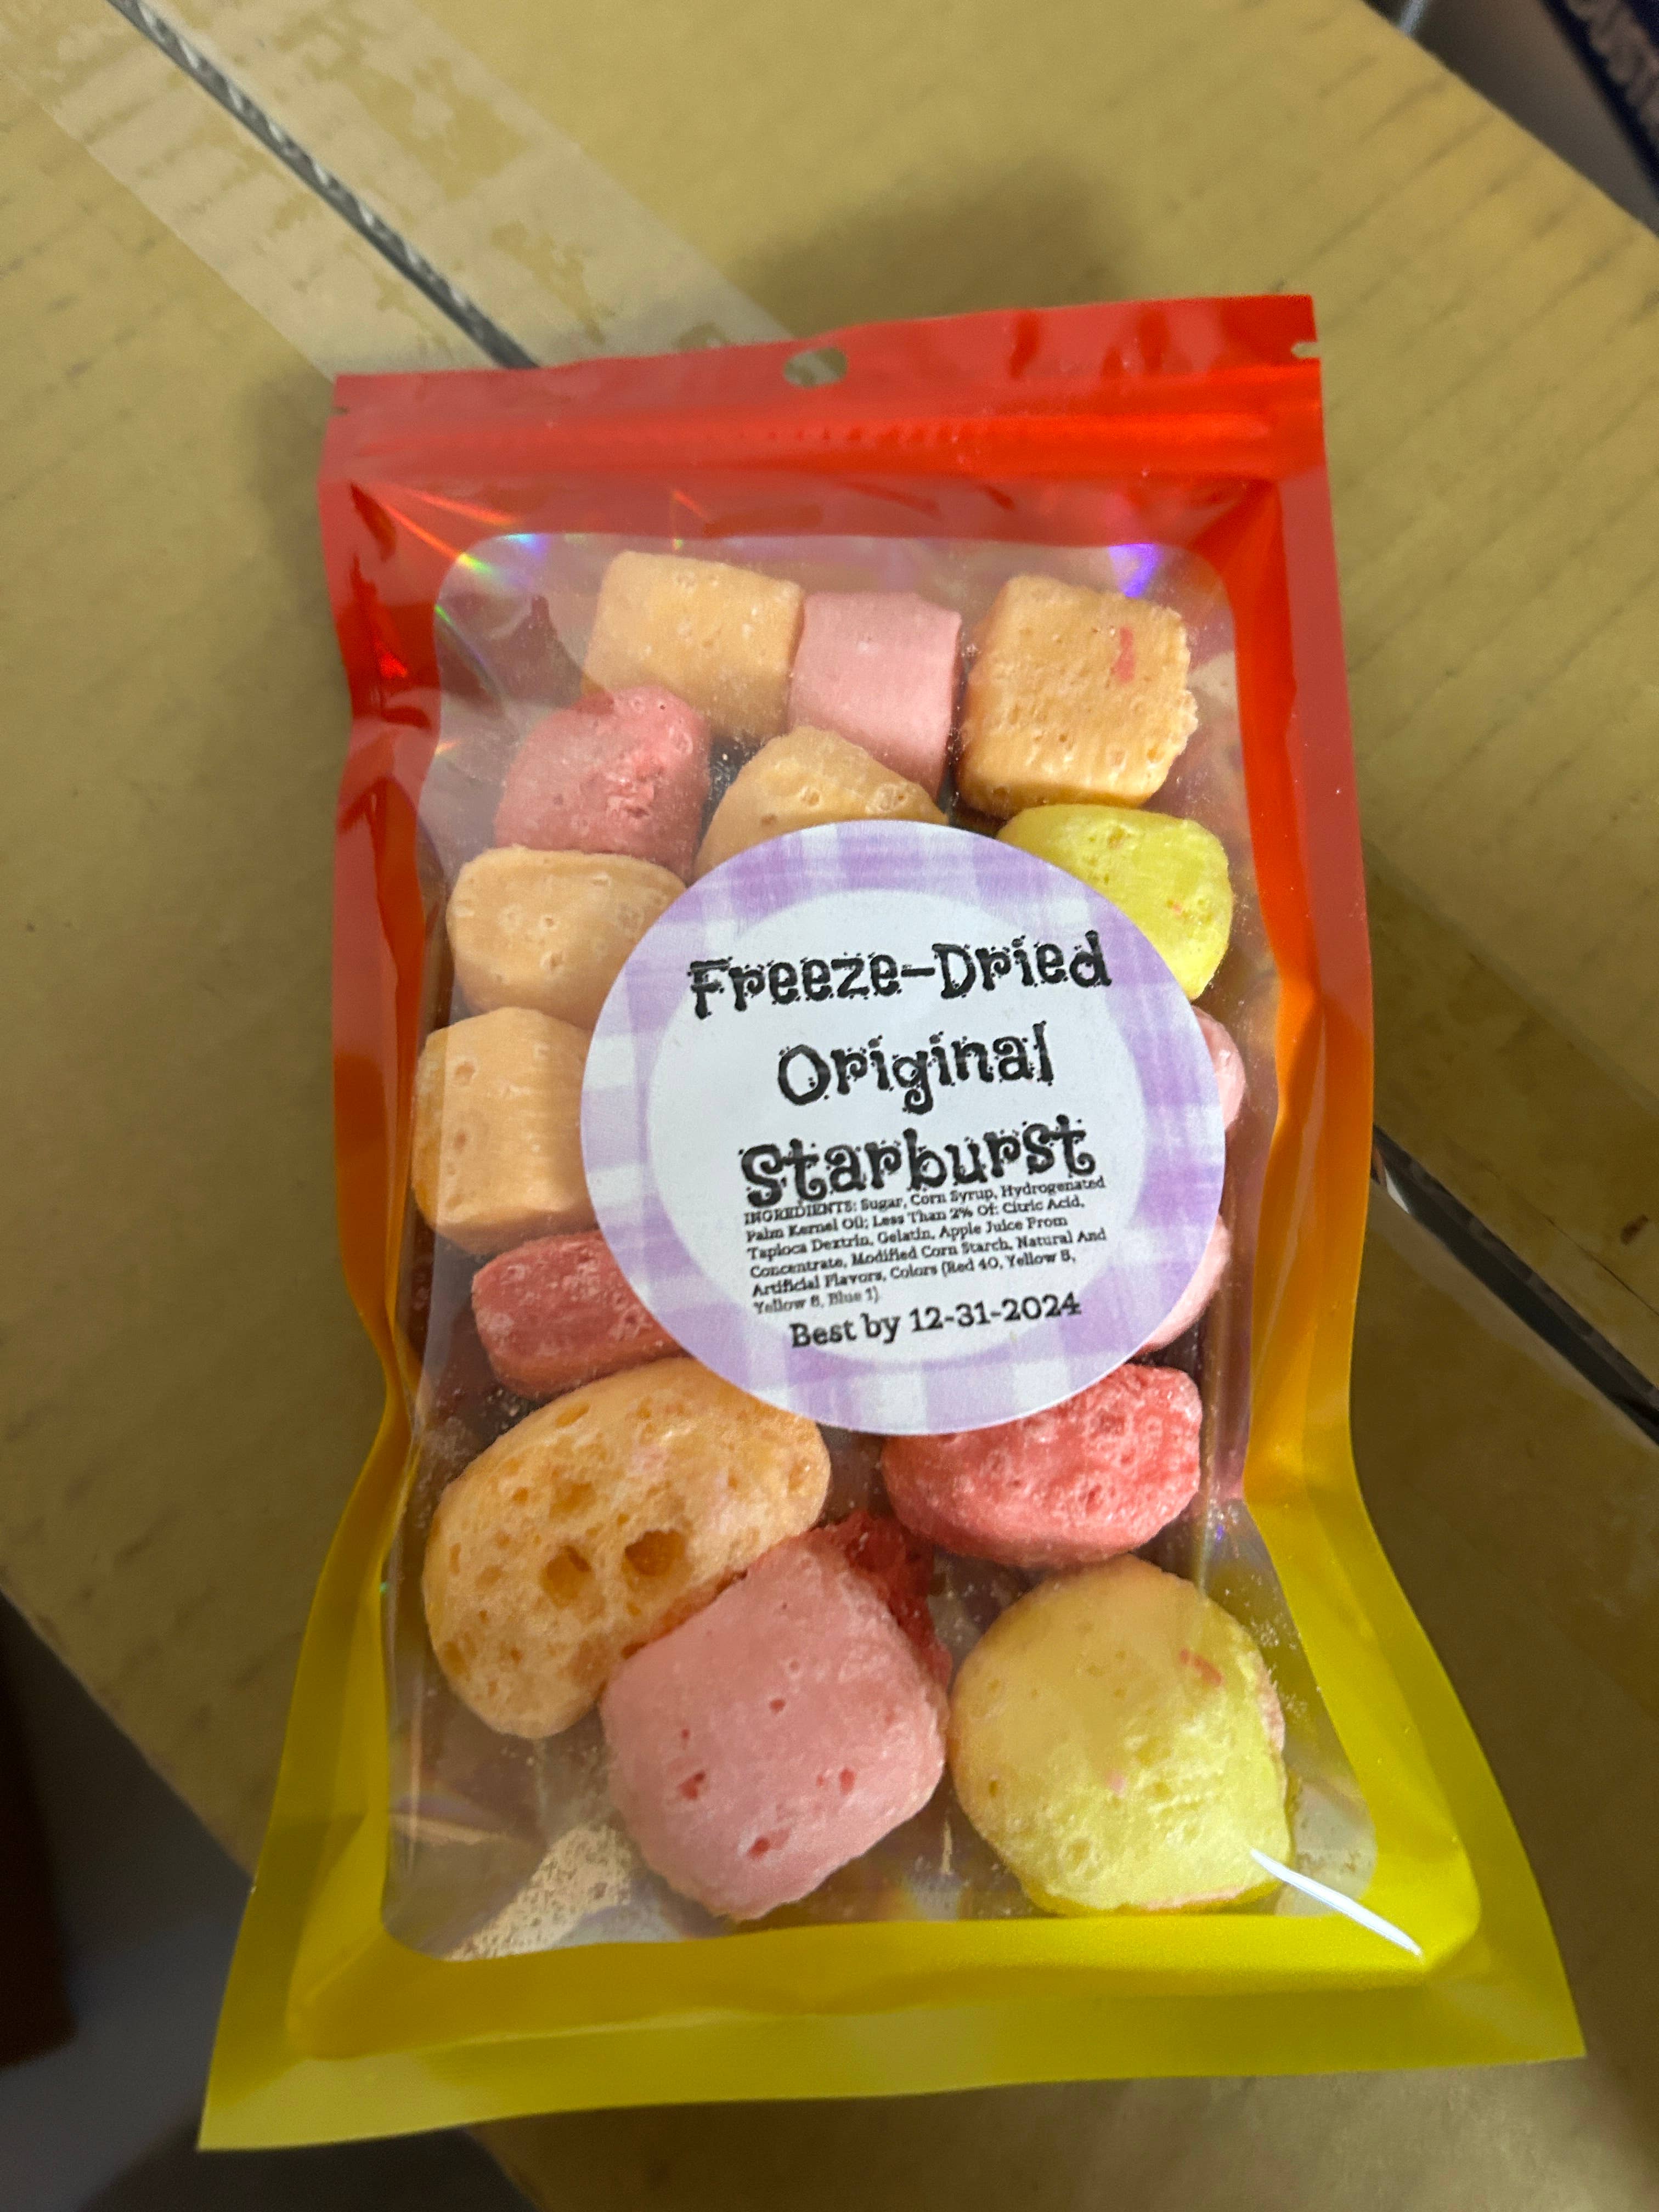 Freeze-Dried
Original
Starburst
INGREDIENTS: Sugar, Corn Syrup, Hydrogenated
Palm Kernel Oil; Less Than 2% Of: Citric Acid,
Tapioca Dextrin, Gelatin, Apple Juice From
Concentrate, Modified Corn Starch, Natural And
Artificial Flavors, Colors (Red 40, Yellow 5,
Yellow 6, Blue 1).
Best by 12-31-2024